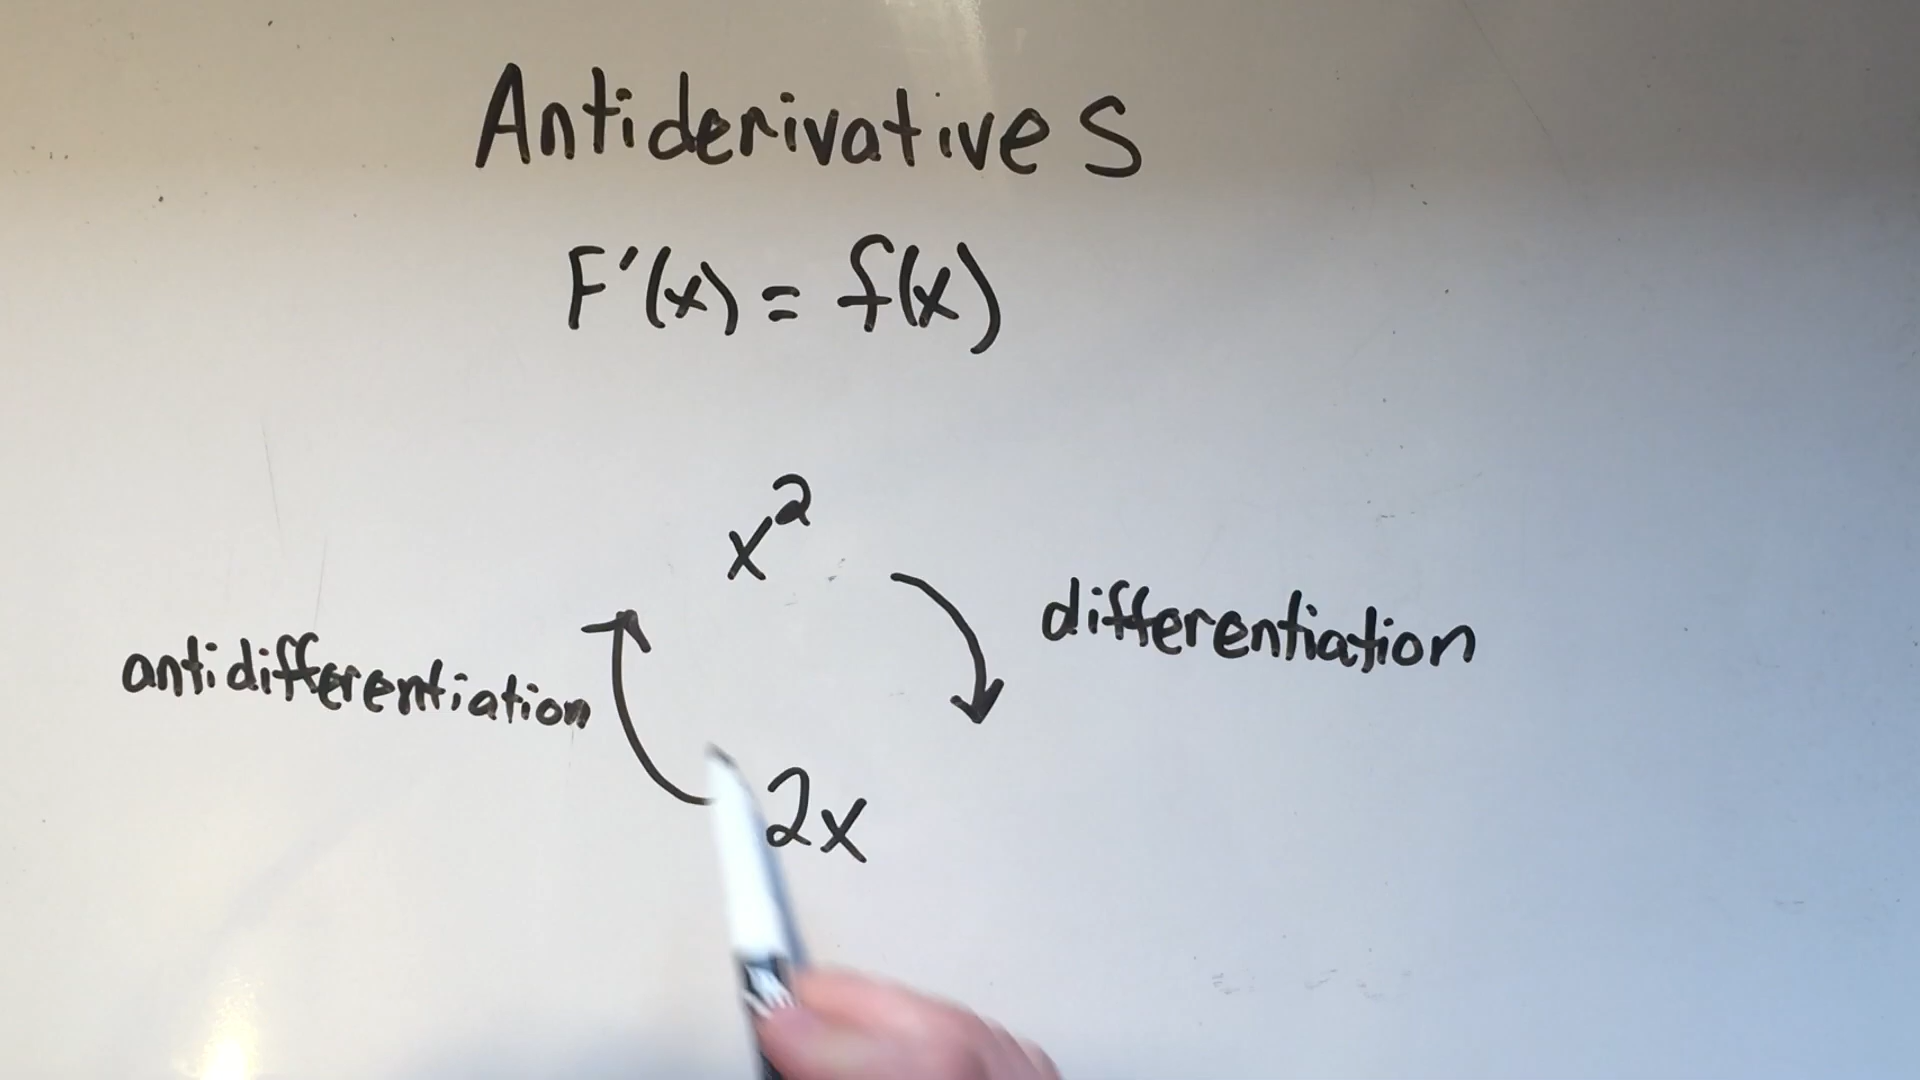 Antiderivatives
F'(x) = f(x)
x²
differentiation
antidifferentiation
2x